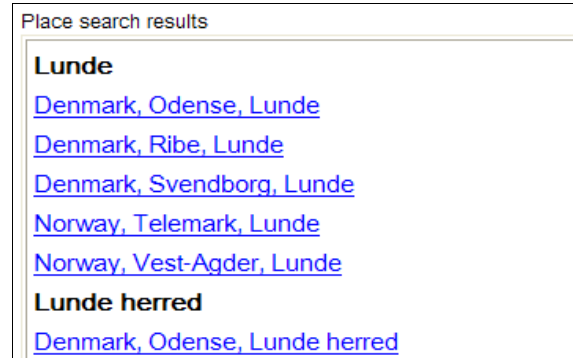 Place search results
Lunde
Denmark, Odense, Lunde
Denmark, Ribe, Lunde
Denmark, Svendborg, Lunde
Norway, Telemark, Lunde
Norway, Vest-Agder, Lunde
Lunde herred
Denmark, Odense, Lunde herred